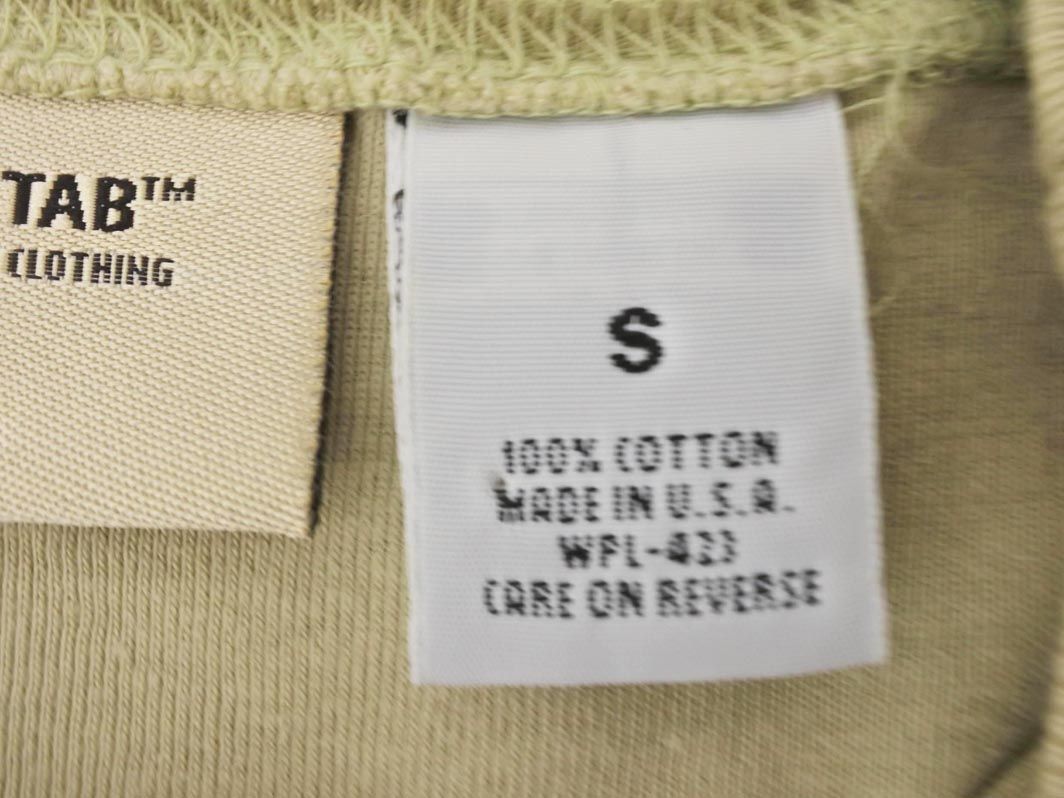 TAB™
CLOTHING
S
100% COTTON
MADE IN U.S.A.
WPL-423
CARE ON REVERSE